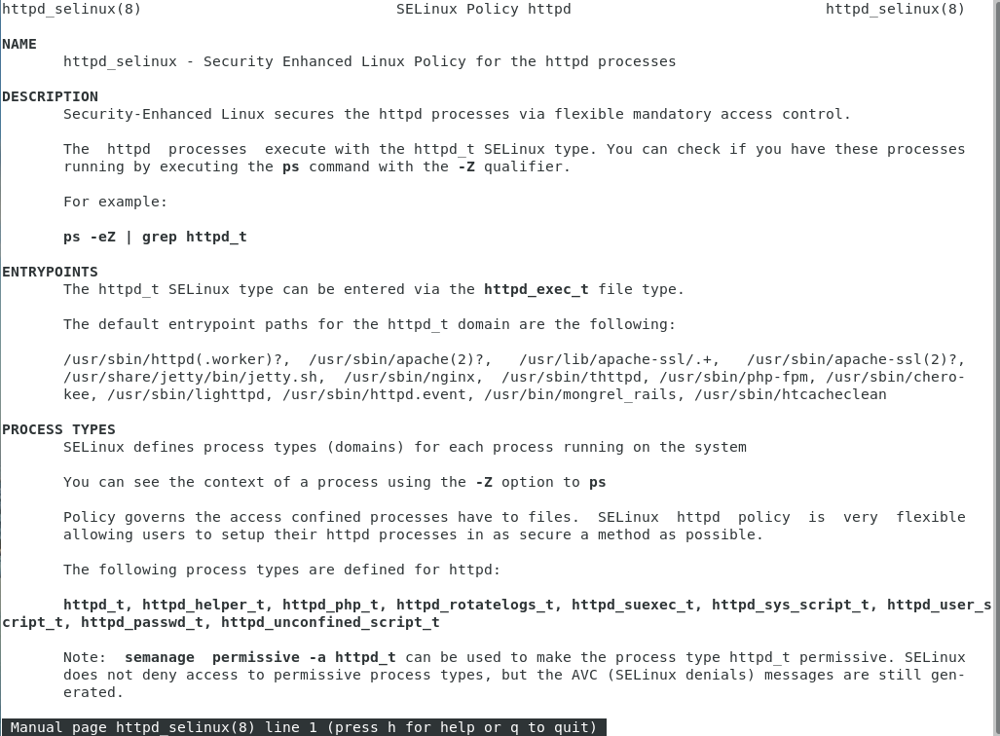 httpd_selinux(8) SELinux Policy httpd httpd_selinux(8)
NAME
httpd_selinux - Security Enhanced Linux Policy for the httpd processes
DESCRIPTION
Security-Enhanced Linux secures the httpd processes via flexible mandatory access control.
The httpd processes execute with the httpd_t SELinux type. You can check if you have these processes
running by executing the ps command with the -Z qualifier.
For example:
ps -eZ | grep httpd_t
ENTRYPOINTS
The httpd_t SELinux type can be entered via the httpd_exec_t file type.
The default entrypoint paths for the httpd_t domain are the following:
/usr/sbin/httpd(.worker)?, /usr/sbin/apache(2)?, /usr/lib/apache-ssl/.+, /usr/sbin/apache-ssl(2)?,
/usr/share/jetty/bin/jetty.sh, /usr/sbin/nginx, /usr/sbin/thttpd, /usr/sbin/php-fpm, /usr/sbin/chero-
kee, /usr/sbin/lighttpd, /usr/sbin/httpd.event, /usr/bin/mongrel_rails, /usr/sbin/htcacheclean
PROCESS TYPES
SELinux defines process types (domains) for each process running on the system
You can see the context of a process using the -Z option to ps
Policy governs the access confined processes have to files. SELinux httpd policy is very flexible
allowing users to setup their httpd processes in as secure a method as possible.
The following process types are defined for httpd:
httpd_t, httpd_helper_t, httpd_php_t, httpd_rotatelogs_t, httpd_suexec_t, httpd_sys_script_t, httpd_user_s
cript_t, httpd_passwd_t, httpd_unconfined_script_t
Note: semanage permissive -a httpd_t can be used to make the process type httpd_t permissive. SELinux
does not deny access to permissive process types, but the AVC (SELinux denials) messages are still gen-
erated.
Manual page httpd_selinux(8) line 1 (press h for help or q to quit)